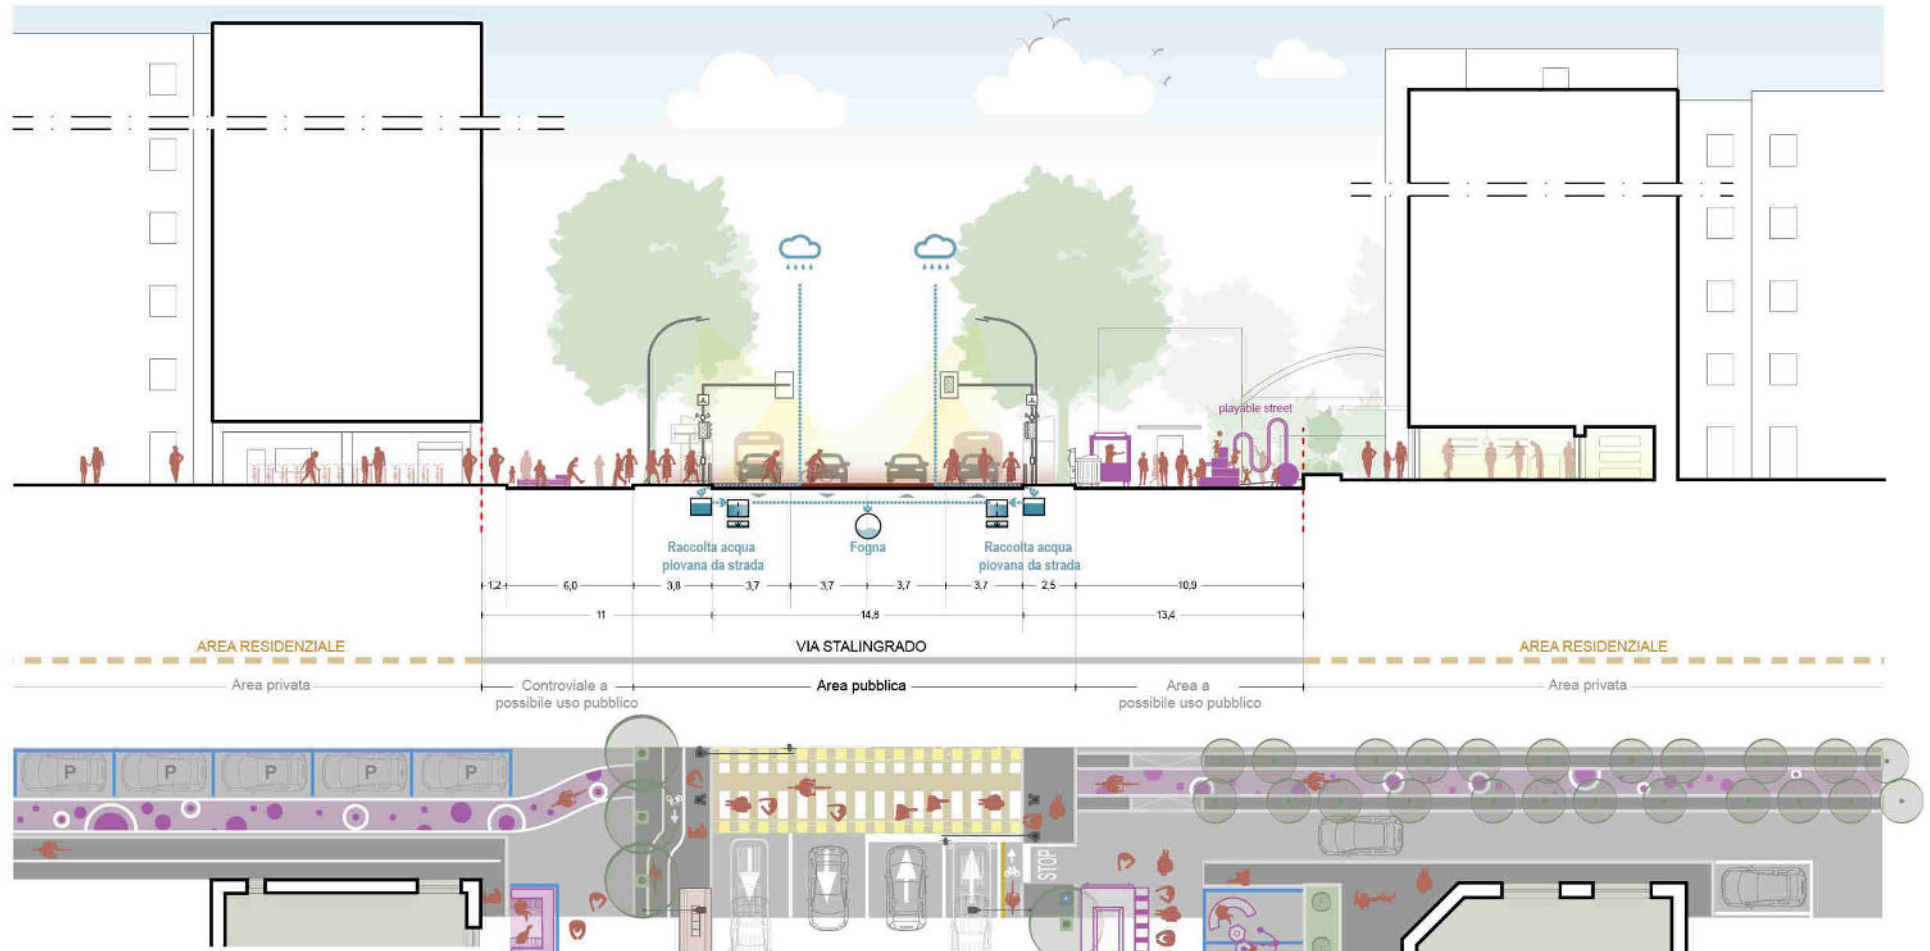 playable street
Raccolta acqua
piovana da strada
Fogna
Raccolta acqua
piovana da strada
1,2
6,0
3,8
3,7
3,7
3,7
3,7
2,5
10,9
11
14,8
13,4
AREA RESIDENZIALE
VIA STALINGRADO
AREA RESIDENZIALE
Area privata
Controviale a
possibile uso pubblico
Area pubblica
Area a
possibile uso pubblico
Area privata
P
P
P
P
P
STOP